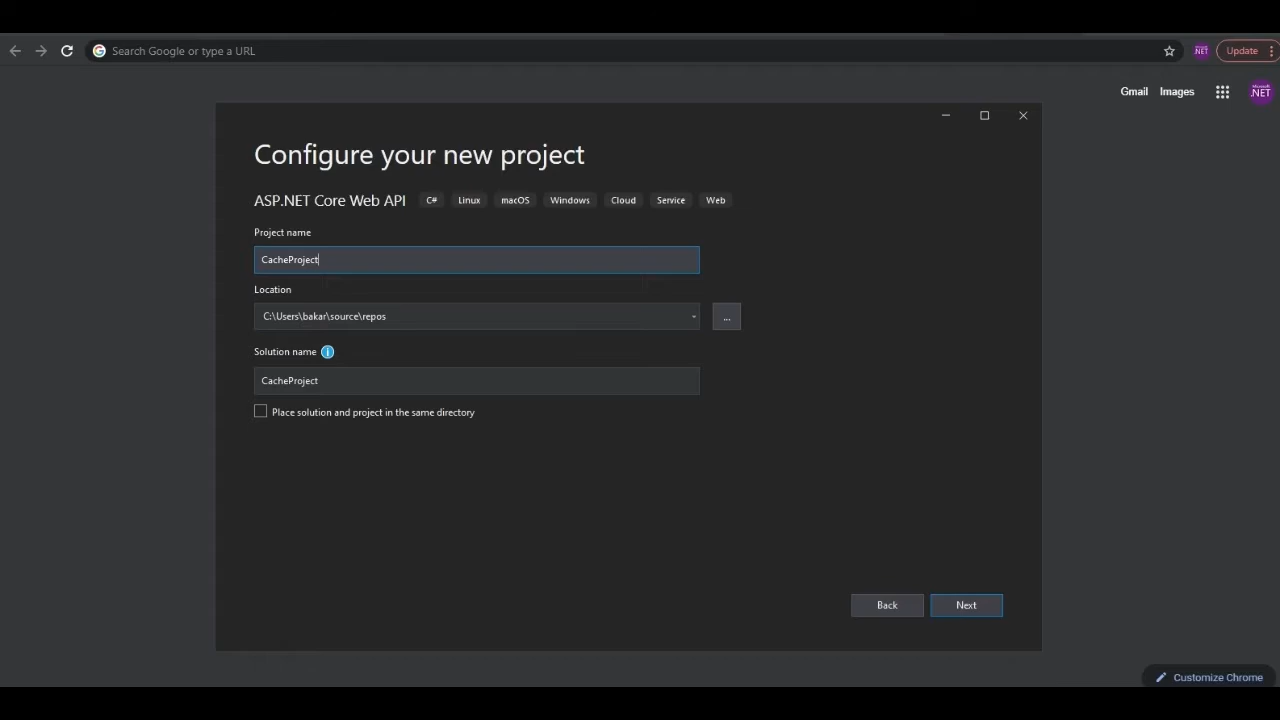 Search Google or type a URL
.NET
Update
Gmail
Images
Microsoft
.NET
Configure your new project
ASP.NET Core Web API
C#
Linux
macOS
Windows
Cloud
Service
Web
Project name
CacheProject
Location
C:\Users\bakar\source\repos
...
Solution name
CacheProject
Place solution and project in the same directory
Back
Next
Customize Chrome